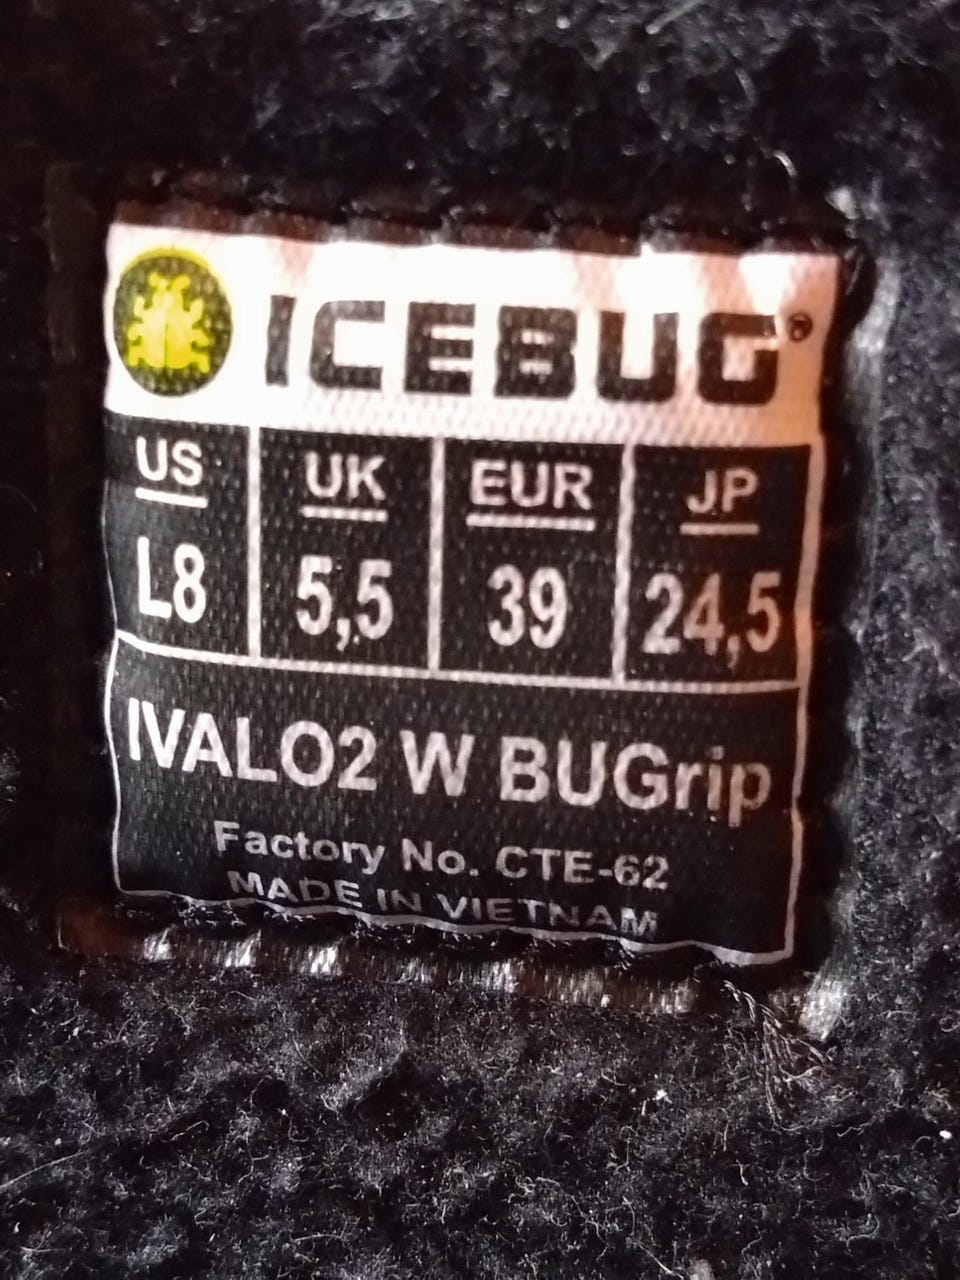 ICEBUG®
US UK EUR JP
L8 5,5 39 24,5
IVALO2 W BUGrip
Factory No. CTE-62
MADE IN VIETNAM